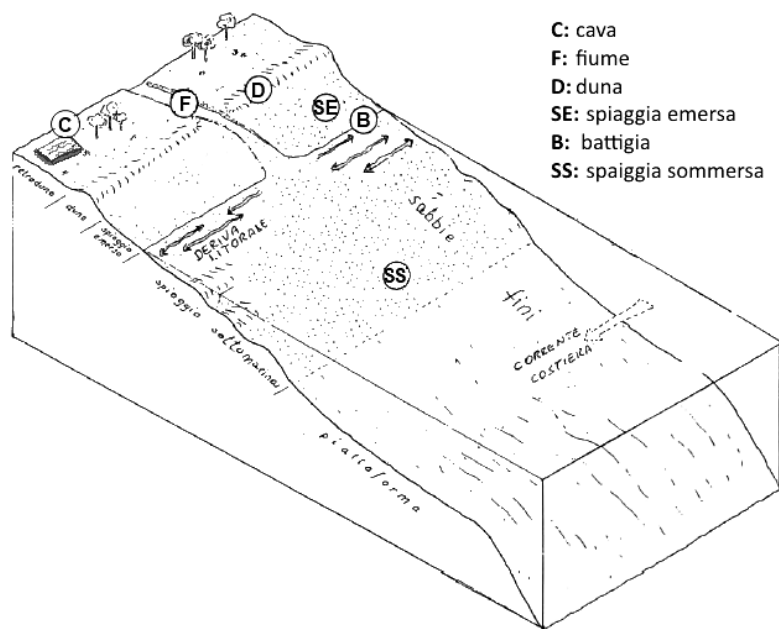 C: cava
F: fiume
D: duna
SE: spiaggia emersa
B: battigia
SS: spaiggia sommersa
D
F
SE
B
C
retroduna
duna
spiaggia
emersa
DERIVA
LITORALE
sabbie
SS
fini
spiaggia sottomarina
CORRENTE
COSTIERA
piattaforma